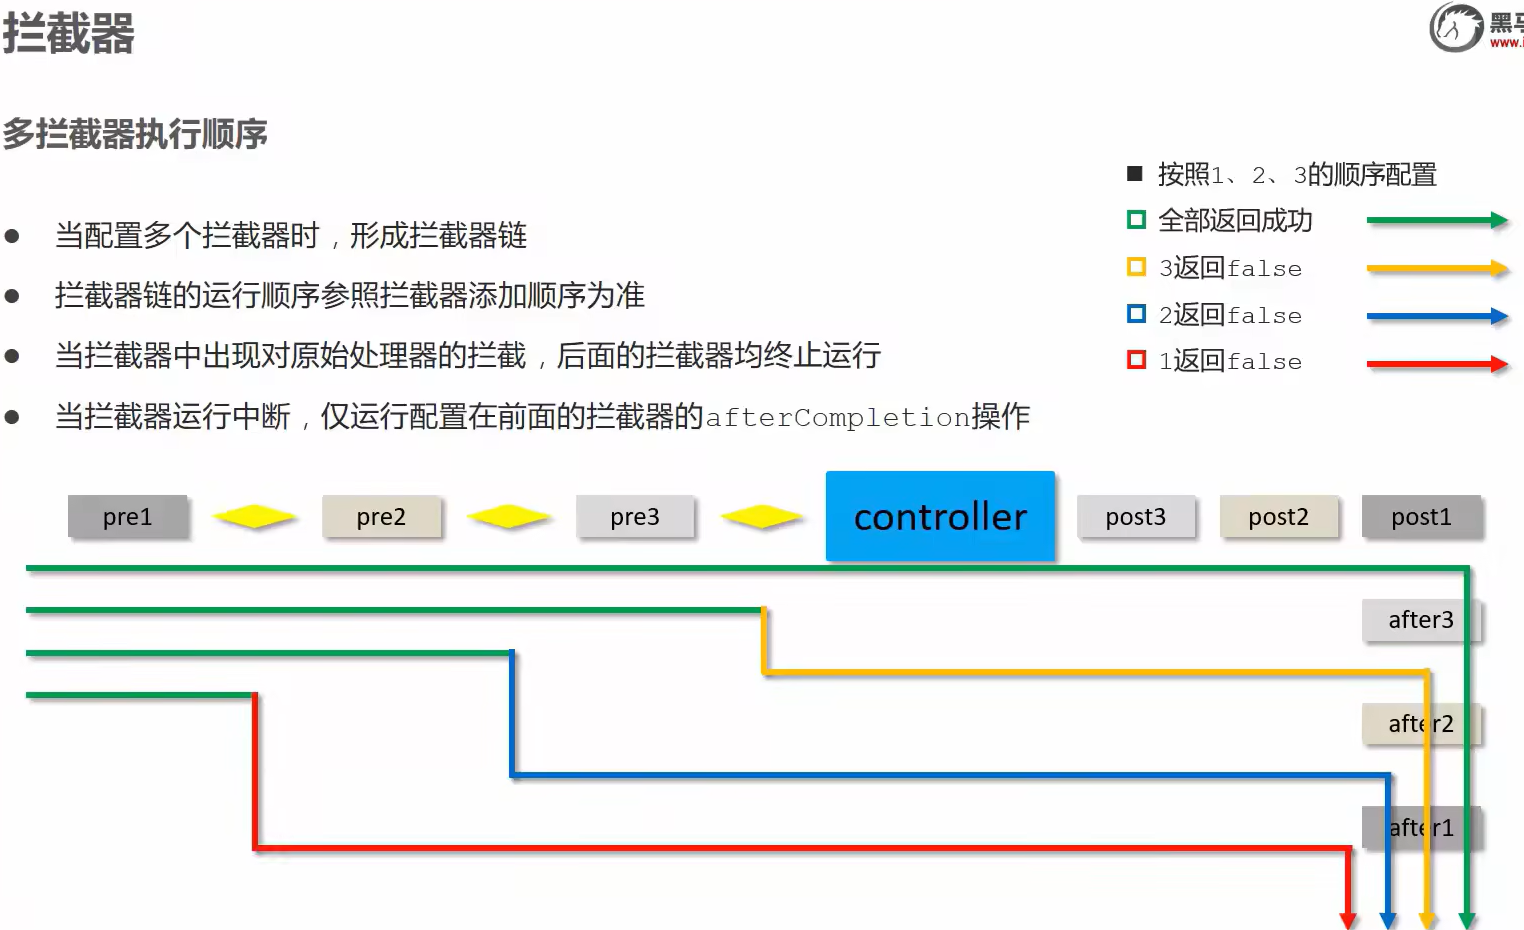 拦截器
黑马
www.i
多拦截器执行顺序
按照1、2、3的顺序配置
全部返回成功
3返回false
2返回false
1返回false
当配置多个拦截器时，形成拦截器链
拦截器链的运行顺序参照拦截器添加顺序为准
当拦截器中出现对原始处理器的拦截，后面的拦截器均终止运行
当拦截器运行中断，仅运行配置在前面的拦截器的afterCompletion操作
pre1 pre2 pre3 controller post3 post2 post1
after3
after2
after1